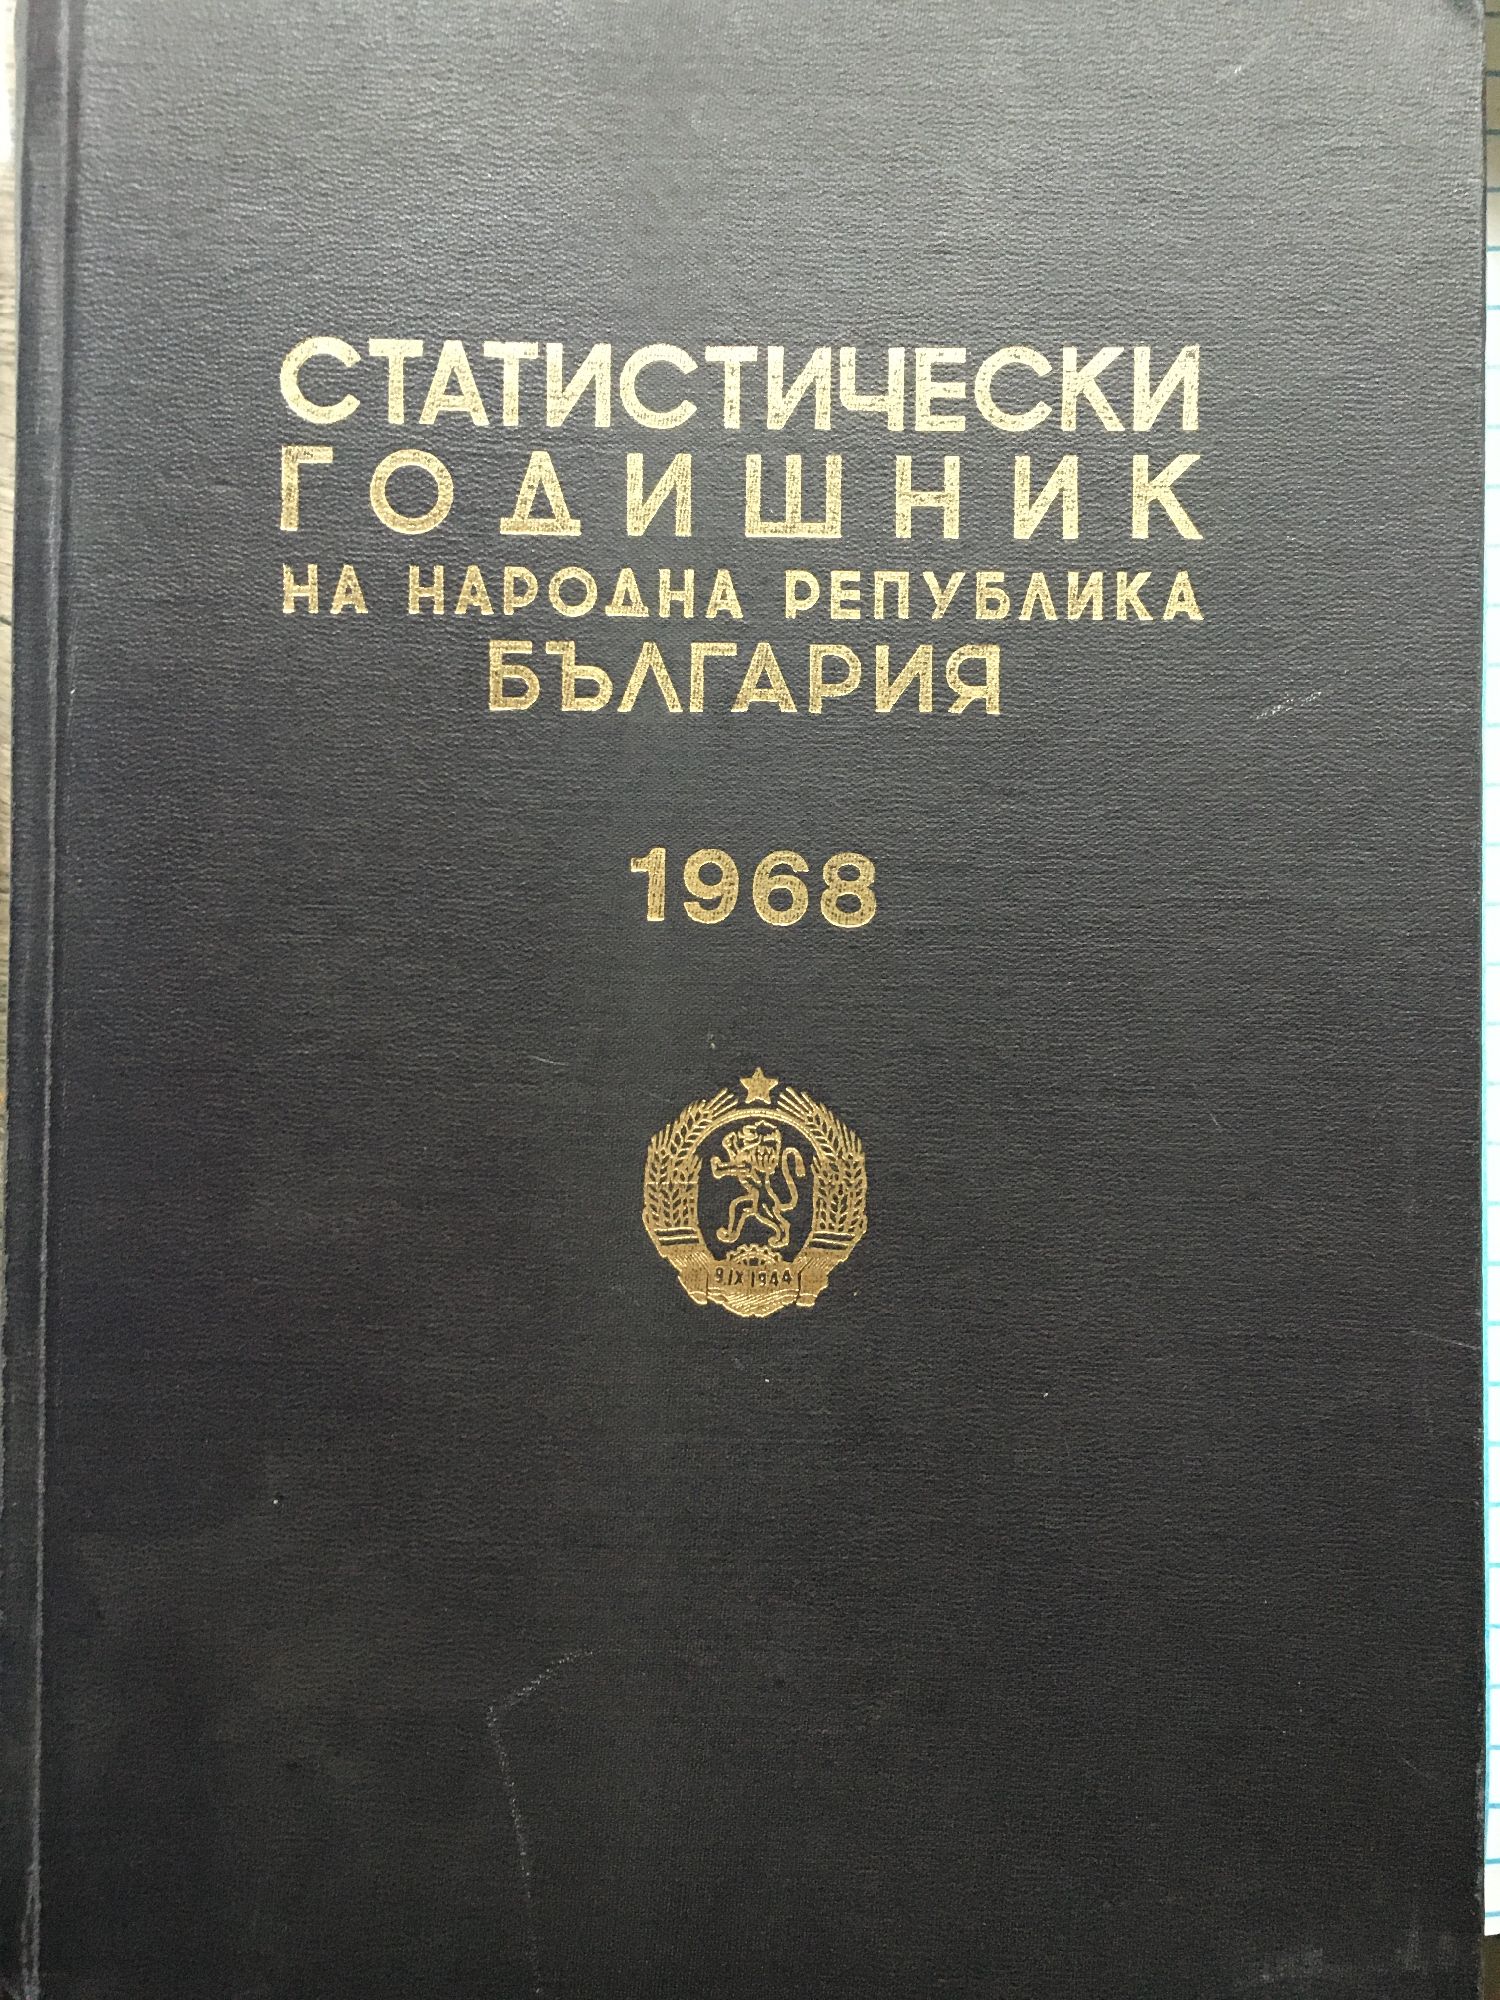 СТАТИСТИЧЕСКИ
ГОДИШНИК
НА НАРОДНА РЕПУБЛИКА
БЪЛГАРИЯ
1968
9 IX 1944